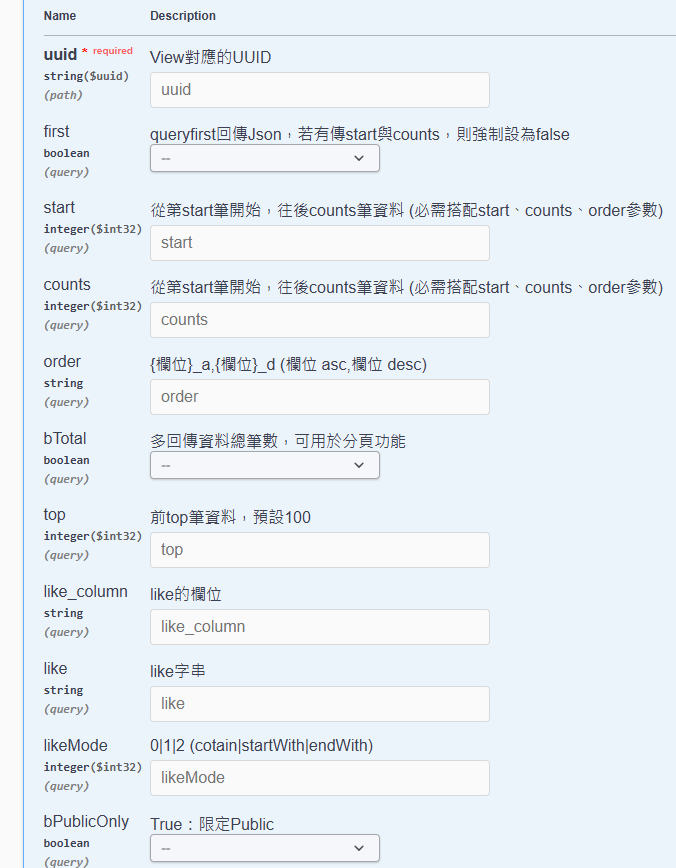 Name Description
uuid * required View對應的UUID
string($uuid)
(path)
uuid
first queryfirst回傳Json，若有傳start與counts，則強制設為false
boolean
(query)
--
start 從第start筆開始，往後counts筆資料 (必需搭配start、counts、order參數)
integer($int32)
(query)
start
counts 從第start筆開始，往後counts筆資料 (必需搭配start、counts、order參數)
integer($int32)
(query)
counts
order {欄位}_a,{欄位}_d (欄位 asc,欄位 desc)
string
(query)
order
bTotal 多回傳資料總筆數，可用於分頁功能
boolean
(query)
--
top 前top筆資料，預設100
integer($int32)
(query)
top
like_column like的欄位
string
(query)
like_column
like like字串
string
(query)
like
likeMode 0|1|2 (cotain|startWith|endWith)
integer($int32)
(query)
likeMode
bPublicOnly True：限定Public
boolean
(query)
--